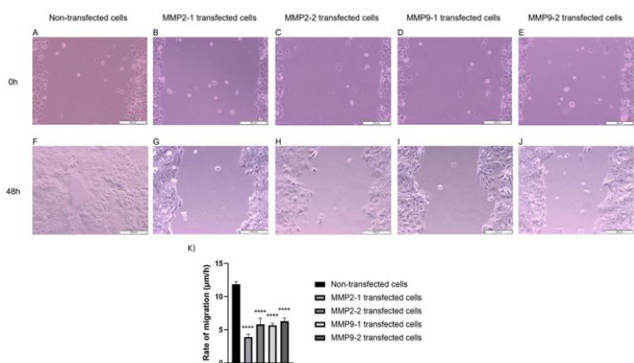 Non-transfected cells MMP2-1 transfected cells MMP2-2 transfected cells MMP9-1 transfected cells MMP9-2 transfected cells
A B C D E
0h
F G H I J
48h
K)
Rate of migration (μm/h)
15
10
5
0
**** **** **** ****
Non-transfected cells
MMP2-1 transfected cells
MMP2-2 transfected cells
MMP9-1 transfected cells
MMP9-2 transfected cells